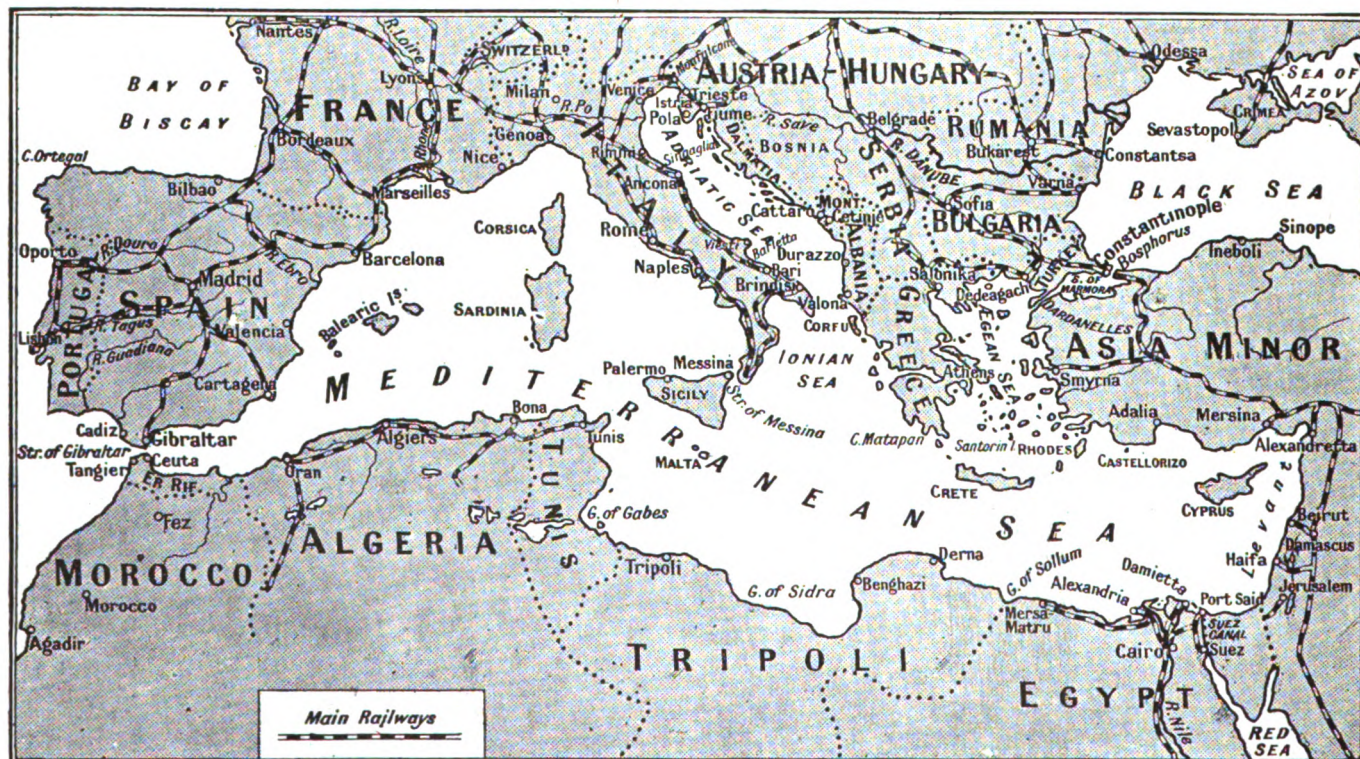 Nantes
R. Loire
SWITZERLD
Odessa
BAY OF
BISCAY
Lyons
Milan
R. Po
Venice
Monfalcone
AUSTRIA-HUNGARY
SEA OF
AZOV
FRANCE
Istria
Trieste
Pola
Fiume
CRIMEA
Sevastopol
Bordeaux
Rhone
Genoa
Rimini
Sinigaglia
DALMATIA
R. Save
BOSNIA
Belgrade
RUMANIA
Bukarest
Constantsa
C. Ortegal
Nice
ADRIATIC SEA
SERBIA
R. DANUBE
Bilbao
Marseilles
Ancona
Varna
BLACK SEA
CORSICA
ITALY
Cattaro
MONT.
Cetinje
Sofia
BULGARIA
Constantinople
Bosphorus
Sinope
Ineboli
Oporto
R. Douro
Rome
Viesti
Barletta
Durazzo
ALBANIA
TURKEY
R. Ebro
Barcelona
Madrid
Naples
Bari
Brindisi
Salonika
Dedeagach
S. of
MARMORA
PORTUGAL
SPAIN
SARDINIA
Valona
GREECE
DARDANELLES
Balearic Is.
Lisbon
R. Tagus
Valencia
CORFU
ÆGEAN SEA
ASIA MINOR
R. Guadiana
IONIAN
SEA
Athens
Smyrna
Cartagena
Palermo
Messina
SICILY
Str. of Messina
MEDITERRANEAN SEA
Adalia
Mersina
Cadiz
Gibraltar
Bona
Alexandretta
Str. of Gibraltar
Ceuta
Tangier
Algiers
Tunis
C. Matapan
Santorin
RHODES
CASTELLORIZO
Oran
MALTA
CRETE
CYPRUS
Levant
ER RIF
Fez
TUNIS
G. of Gabes
Beirut
Damascus
ALGERIA
Derna
Haifa
MOROCCO
Tripoli
Benghazi
G. of Sollum
Damietta
Jerusalem
Morocco
G. of Sidra
Alexandria
Port Said
Mersa-
Matru
SUEZ
CANAL
Agadir
TRIPOLI
Cairo
Suez
EGYPT
R. Nile
Main Railways
RED
SEA